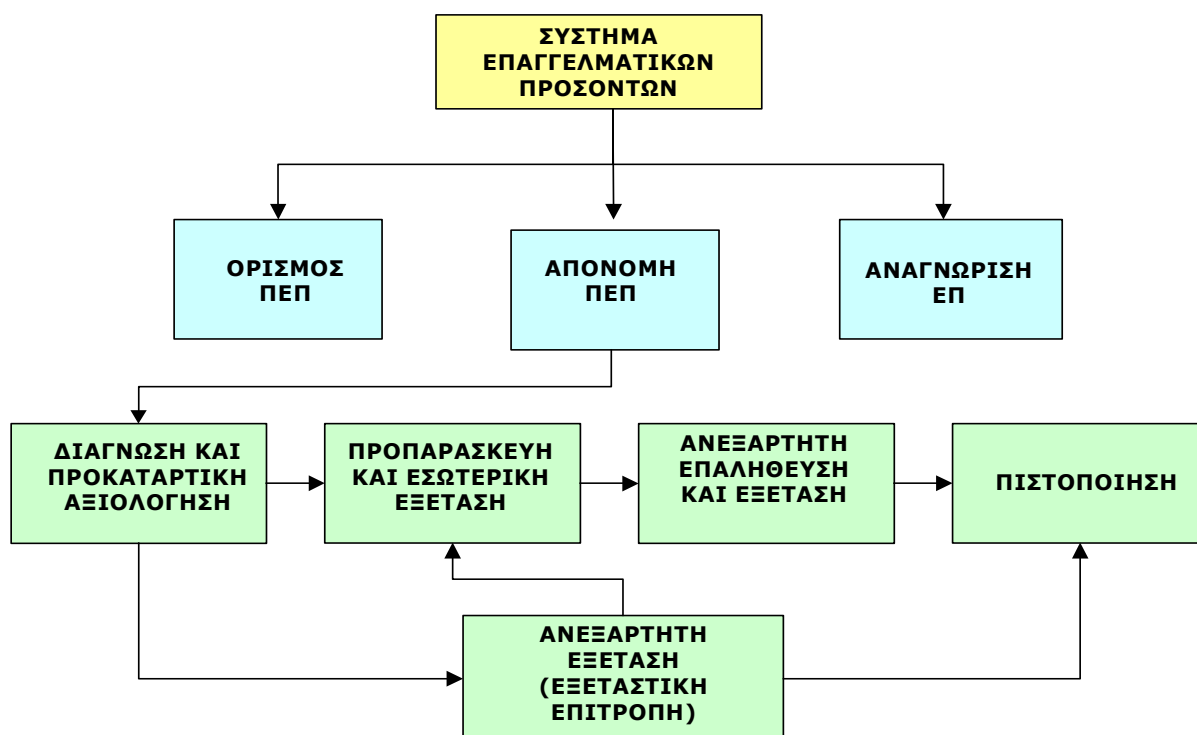 ΣΥΣΤΗΜΑ
ΕΠΑΓΓΕΛΜΑΤΙΚΩΝ
ΠΡΟΣΟΝΤΩΝ
ΟΡΙΣΜΟΣ
ΠΕΠ
ΑΠΟΝΟΜΗ
ΠΕΠ
ΑΝΑΓΝΩΡΙΣΗ
ΕΠ
ΔΙΑΓΝΩΣΗ ΚΑΙ
ΠΡΟΚΑΤΑΡΤΙΚΗ
ΑΞΙΟΛΟΓΗΣΗ
ΠΡΟΠΑΡΑΣΚΕΥΗ
ΚΑΙ ΕΣΩΤΕΡΙΚΗ
ΕΞΕΤΑΣΗ
ΑΝΕΞΑΡΤΗΤΗ
ΕΠΑΛΗΘΕΥΣΗ
ΚΑΙ ΕΞΕΤΑΣΗ
ΠΙΣΤΟΠΟΙΗΣΗ
ΑΝΕΞΑΡΤΗΤΗ
ΕΞΕΤΑΣΗ
(ΕΞΕΤΑΣΤΙΚΗ
ΕΠΙΤΡΟΠΗ)